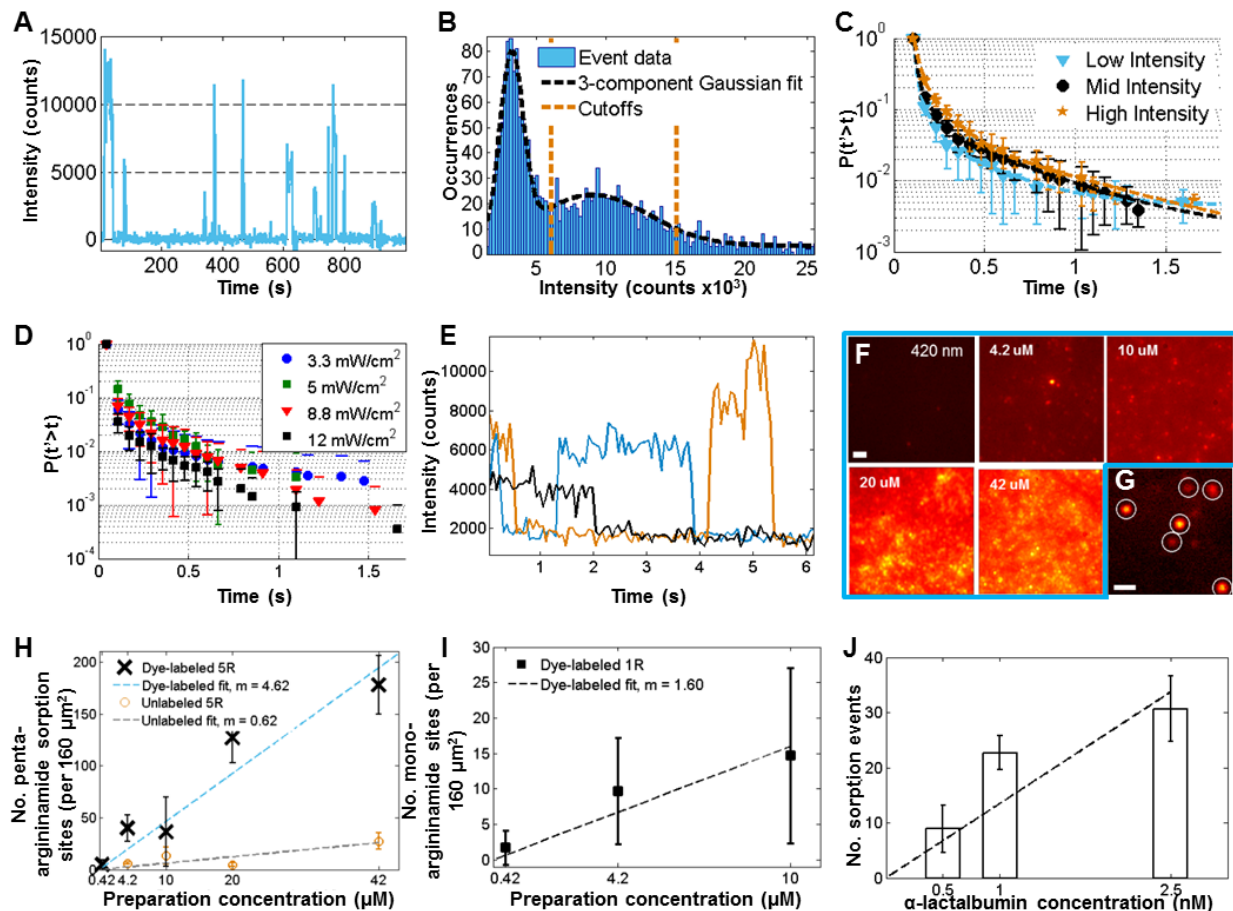 A
15000
10000
5000
0
Intensity (counts)
200 400 600 800
Time (s)
B
80
60
40
20
0
Occurrences
Event data
3-component Gaussian fit
Cutoffs
5 10 15 20 25
Intensity (counts x10³)
C
10⁰
10⁻¹
10⁻²
10⁻³
P(t'>t)
Low Intensity
Mid Intensity
High Intensity
0 0.5 1 1.5
Time (s)
D
10⁰
10⁻¹
10⁻²
10⁻³
10⁻⁴
P(t'>t)
3.3 mW/cm²
5 mW/cm²
8.8 mW/cm²
12 mW/cm²
0 0.5 1 1.5
Time (s)
E
10000
8000
6000
4000
2000
Intensity (counts)
1 2 3 4 5 6
Time (s)
F
420 nm
4.2 uM
10 uM
20 uM
42 uM
G
H
200
150
100
50
0
No. penta-
argininamide sorption
sites (per 160 µm²)
Dye-labeled 5R
Dye-labeled fit, m = 4.62
Unlabeled 5R
Unlabeled fit, m = 0.62
0.42 4.2 10 20 42
Preparation concentration (µM)
I
30
25
20
15
10
5
0
No. mono-
argininamide sites (per
160 µm²)
Dye-labeled 1R
Dye-labeled fit, m = 1.60
0.42 4.2 10
Preparation concentration (µM)
J
40
30
20
10
0
No. sorption events
0.5 1 2.5
α-lactalbumin concentration (nM)